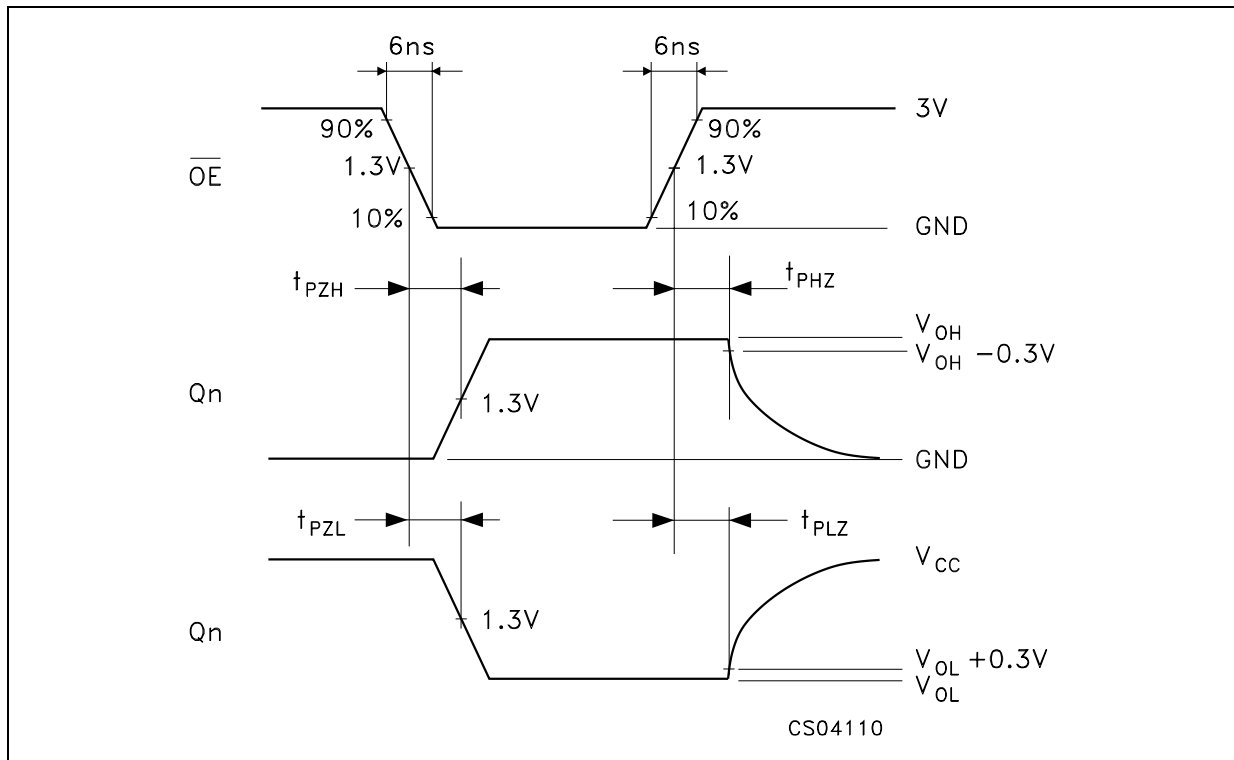 6ns 6ns
3V
90% 90%
OE 1.3V 1.3V
10% 10%
GND
tPZH tPHZ
VOH
VOH −0.3V
Qn 1.3V
GND
tPZL tPLZ
VCC
Qn 1.3V
VOL +0.3V
VOL
CS04110